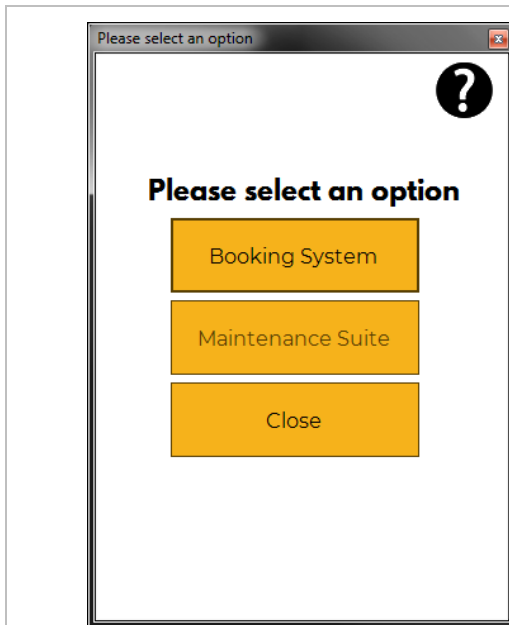 Please select an option
?
Please select an option
Booking System
Maintenance Suite
Close